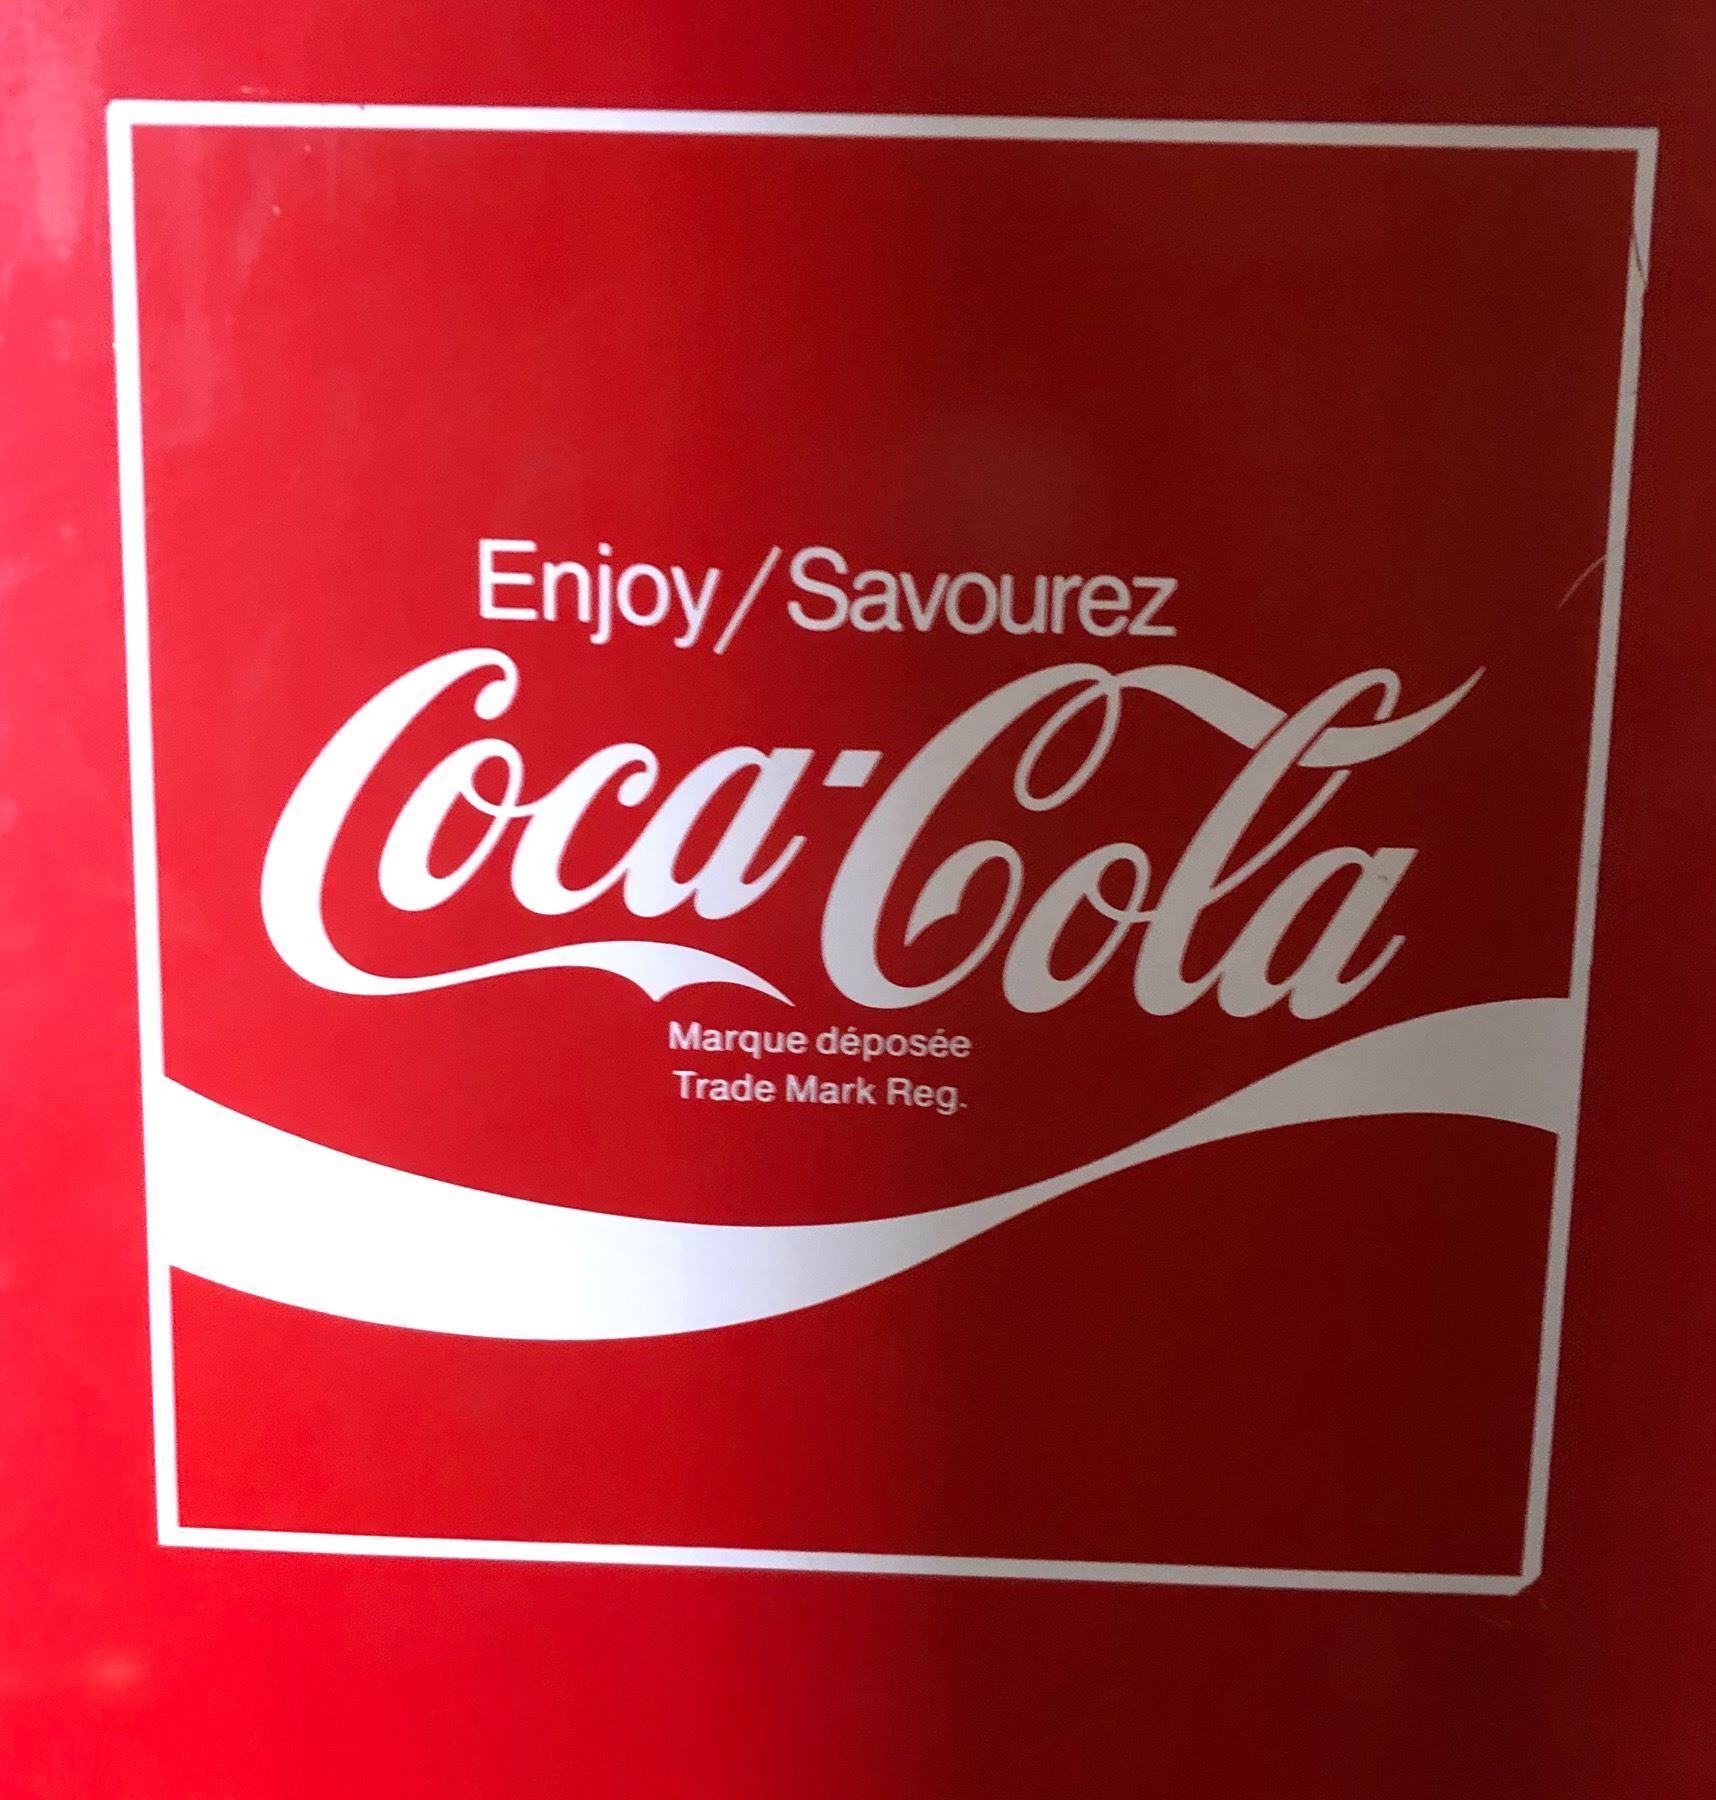 Enjoy/Savourez
Coca-Cola
Marque déposée
Trade Mark Reg.